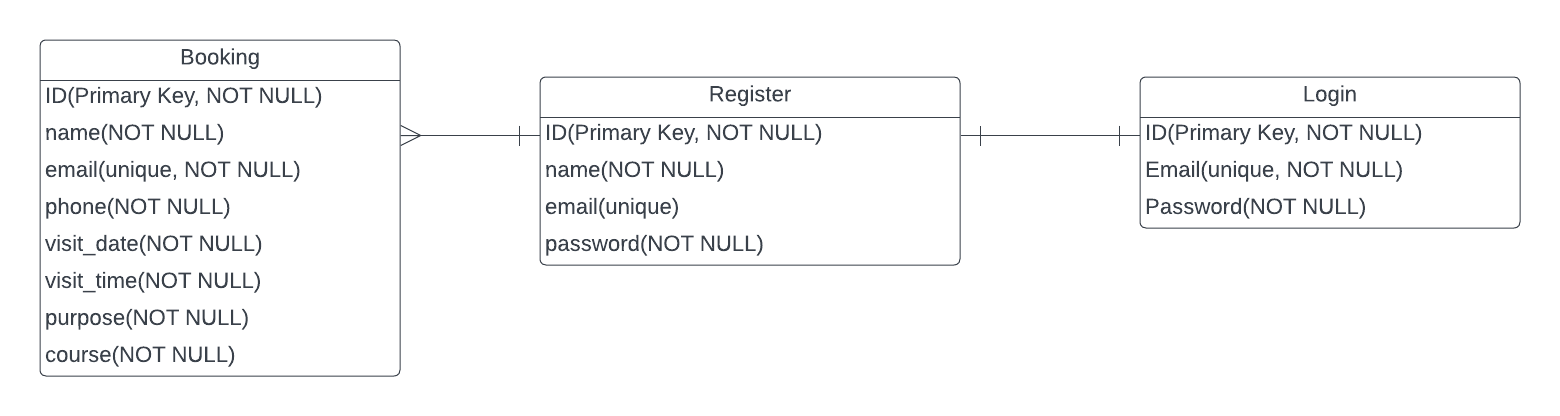 Booking
ID(Primary Key, NOT NULL)
name(NOT NULL)
email(unique, NOT NULL)
phone(NOT NULL)
visit_date(NOT NULL)
visit_time(NOT NULL)
purpose(NOT NULL)
course(NOT NULL)
Register
ID(Primary Key, NOT NULL)
name(NOT NULL)
email(unique)
password(NOT NULL)
Login
ID(Primary Key, NOT NULL)
Email(unique, NOT NULL)
Password(NOT NULL)